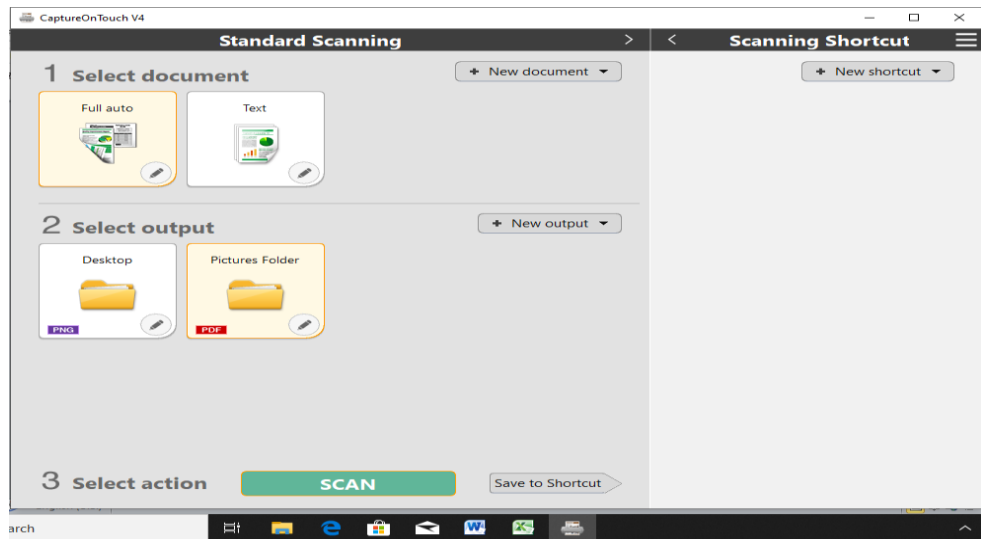 CaptureOnTouch V4
Standard Scanning
Scanning Shortcut
1 Select document
+ New document
+ New shortcut
Full auto
Text
2 Select output
+ New output
Desktop
Pictures Folder
PNG
PDF
3 Select action
SCAN
Save to Shortcut
arch